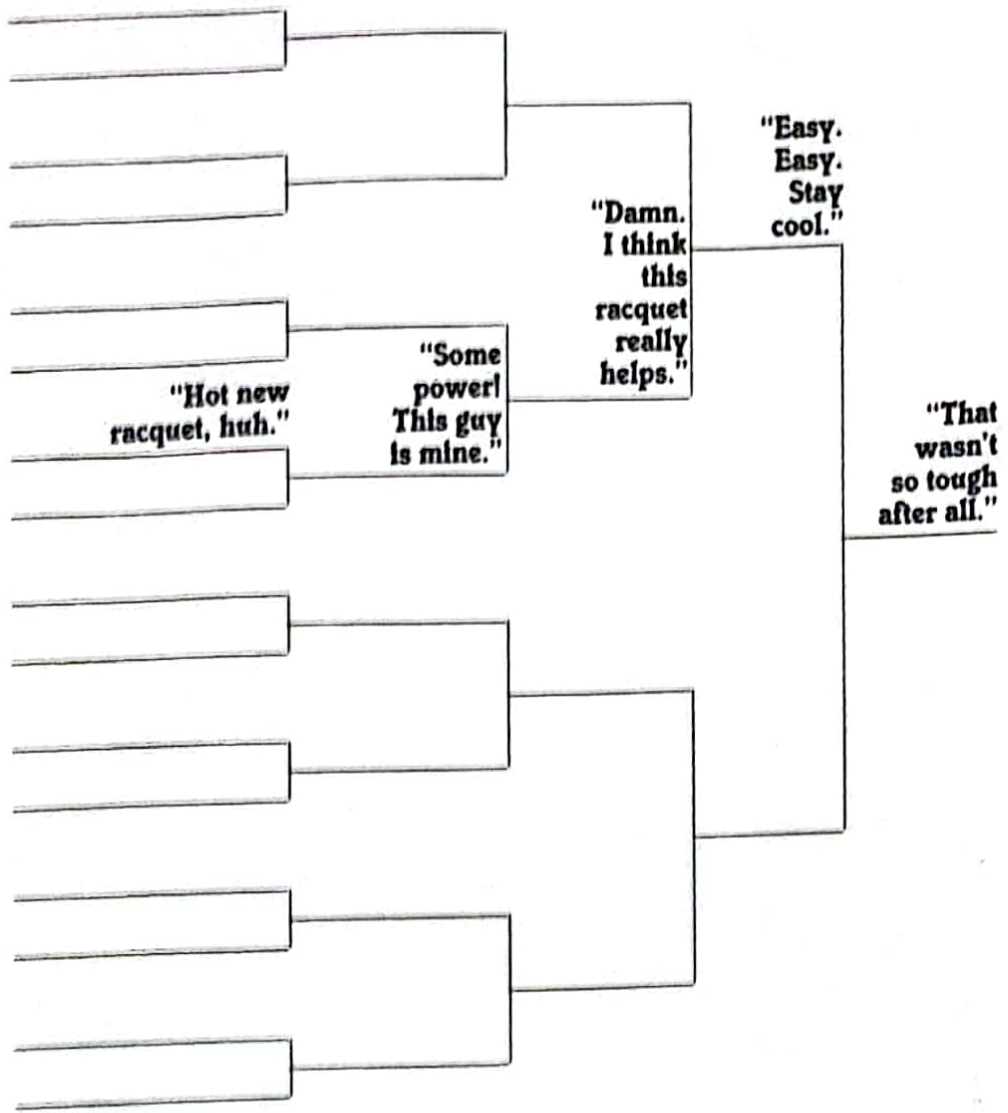 "Hot new
racquet, huh."
"Some
power!
This guy
is mine."
"Damn.
I think
this
racquet
really
helps."
"Easy.
Easy.
Stay
cool."
"That
wasn't
so tough
after all."